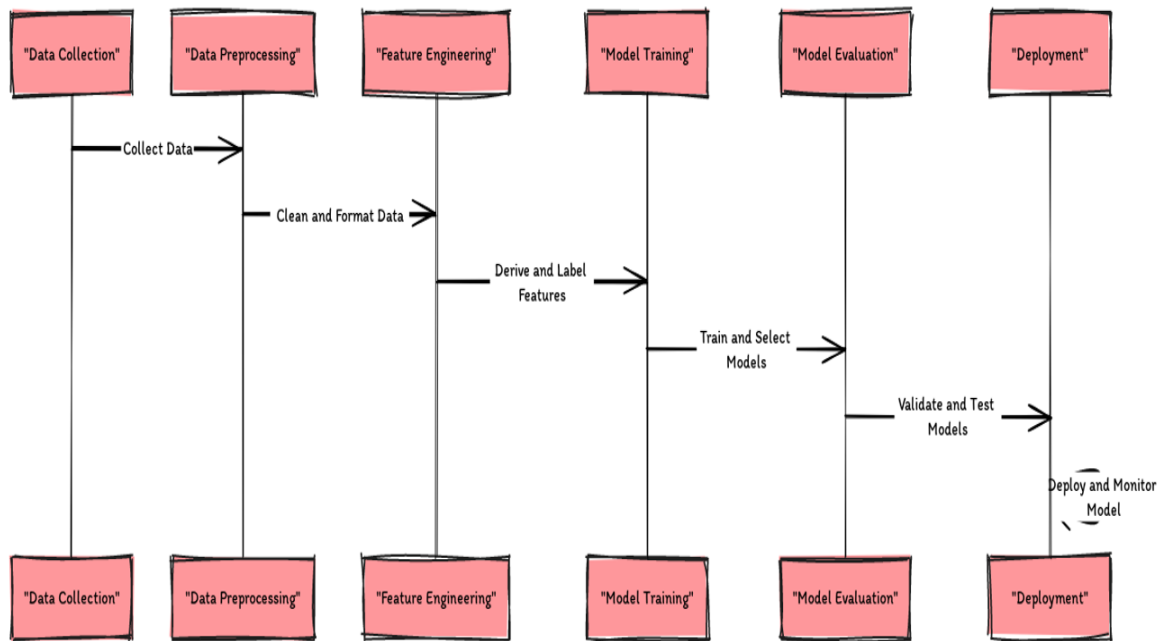 "Data Collection"
"Data Preprocessing"
"Feature Engineering"
"Model Training"
"Model Evaluation"
"Deployment"
Collect Data
Clean and Format Data
Derive and Label
Features
Train and Select
Models
Validate and Test
Models
Deploy and Monitor
Model
"Data Collection"
"Data Preprocessing"
"Feature Engineering"
"Model Training"
"Model Evaluation"
"Deployment"